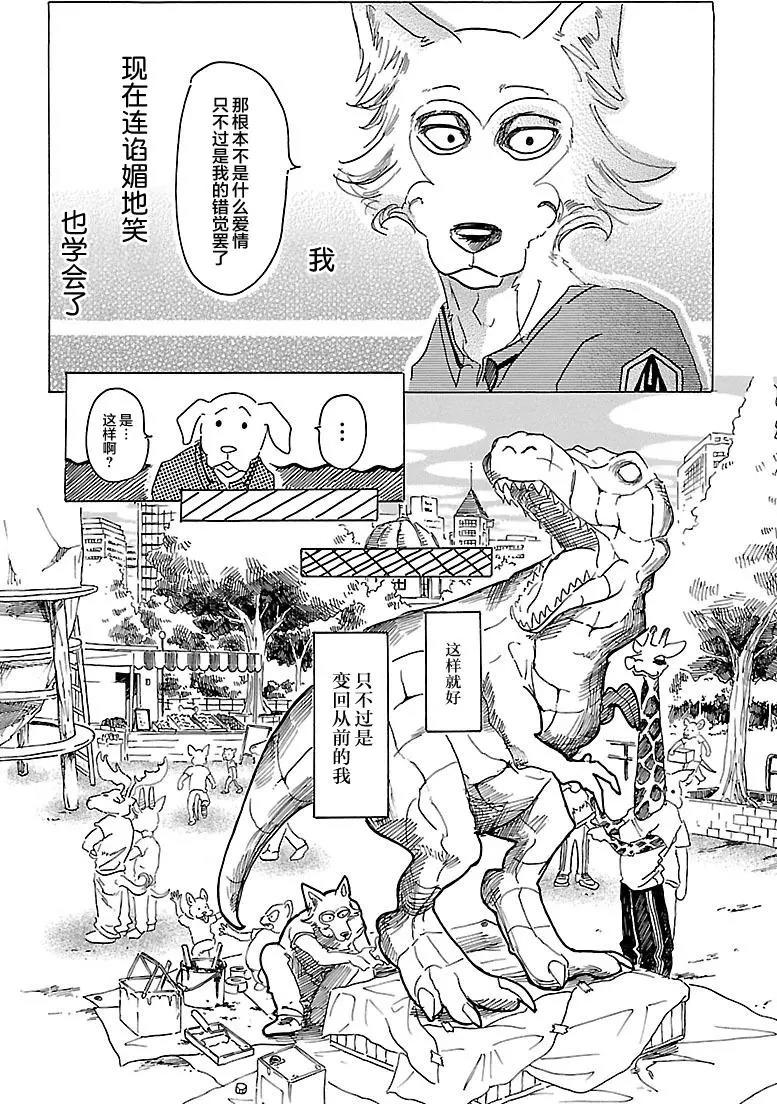 我
那根本不是什么爱情
只不过是我的错觉罢了
现在连谄媚地笑
也学会了
…
是…
这样啊？
这样就好
只不过是
变回从前的我